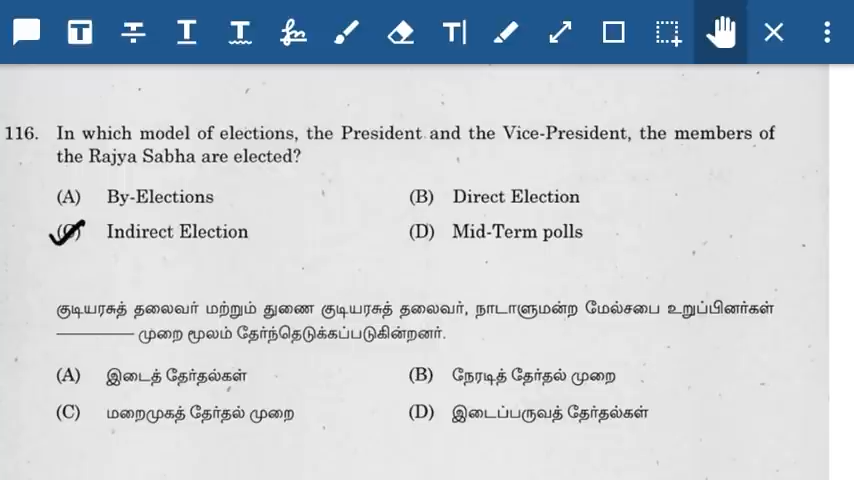 116. In which model of elections, the President and the Vice-President, the members of
the Rajya Sabha are elected?
(A) By-Elections (B) Direct Election
(C) Indirect Election (D) Mid-Term polls
குடியரசுத் தலைவர் மற்றும் துணை குடியரசுத் தலைவர், நாடாளுமன்ற மேல்சபை உறுப்பினர்கள்
———— முறை மூலம் தேர்ந்தெடுக்கப்படுகின்றனர்.
(A) இடைத் தேர்தல்கள் (B) நேரடித் தேர்தல் முறை
(C) மறைமுகத் தேர்தல் முறை (D) இடைப்பருவத் தேர்தல்கள்